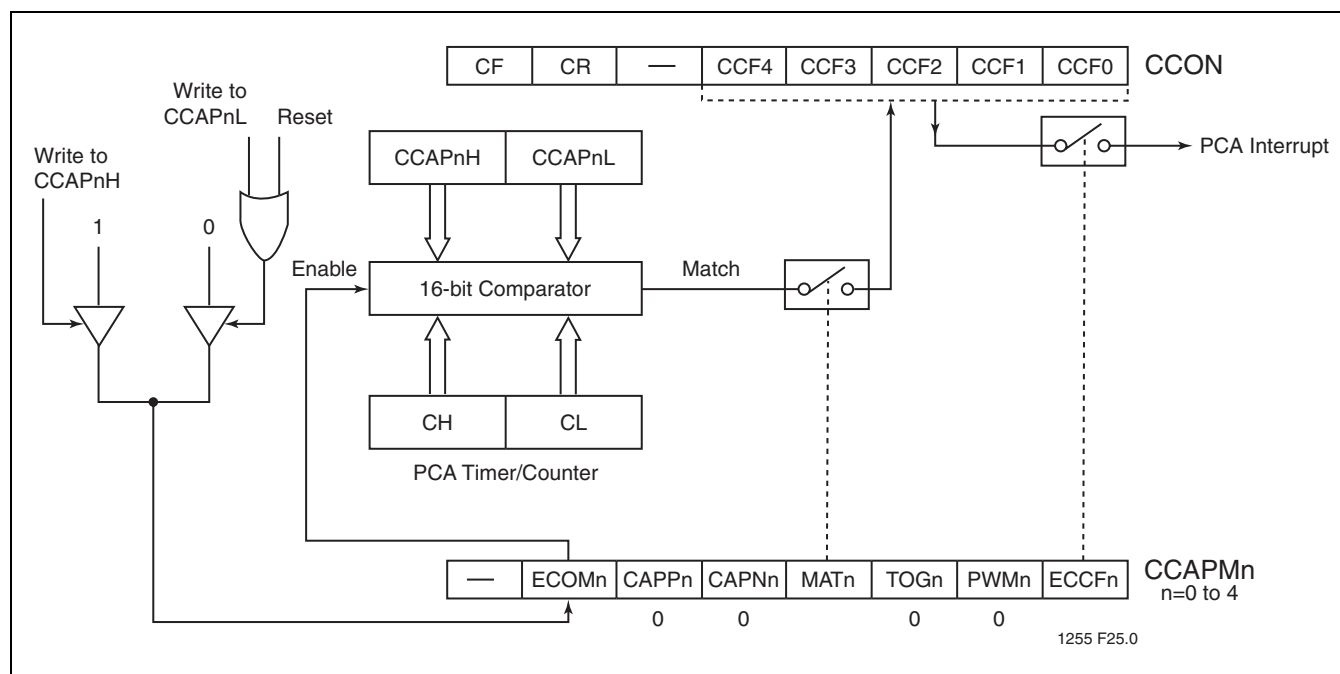 CF CR — CCF4 CCF3 CCF2 CCF1 CCF0 CCON
Write to
CCAPnL
Reset
Write to
CCAPnH
CCAPnH CCAPnL
PCA Interrupt
1 0
Enable
16-bit Comparator
Match
CH CL
PCA Timer/Counter
— ECOMn CAPPn CAPNn MATn TOGn PWMn ECCFn CCAPMn
n=0 to 4
0 0 0 0
1255 F25.0